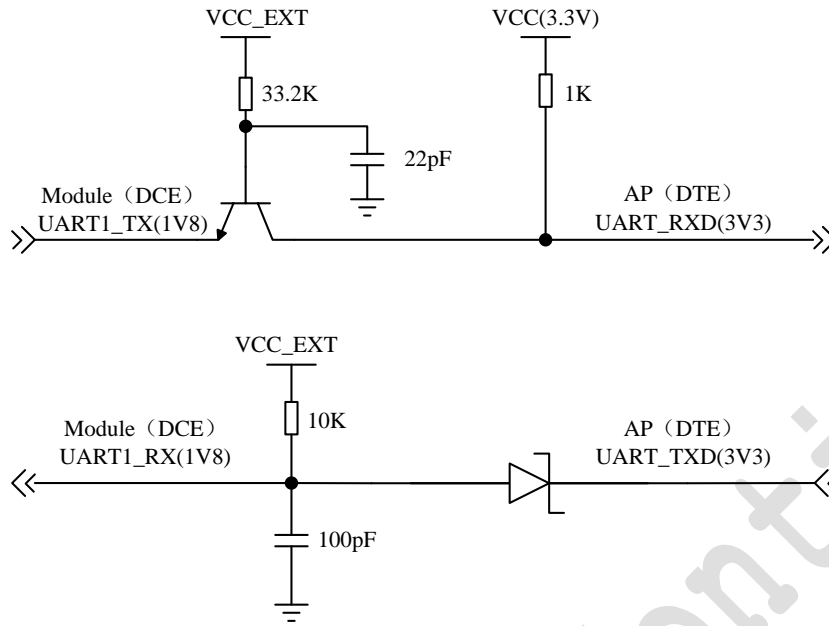 VCC_EXT
VCC(3.3V)
33.2K
1K
22pF
Module（DCE）
UART1_TX(1V8)
AP（DTE）
UART_RXD(3V3)
VCC_EXT
10K
Module（DCE）
UART1_RX(1V8)
AP（DTE）
UART_TXD(3V3)
100pF